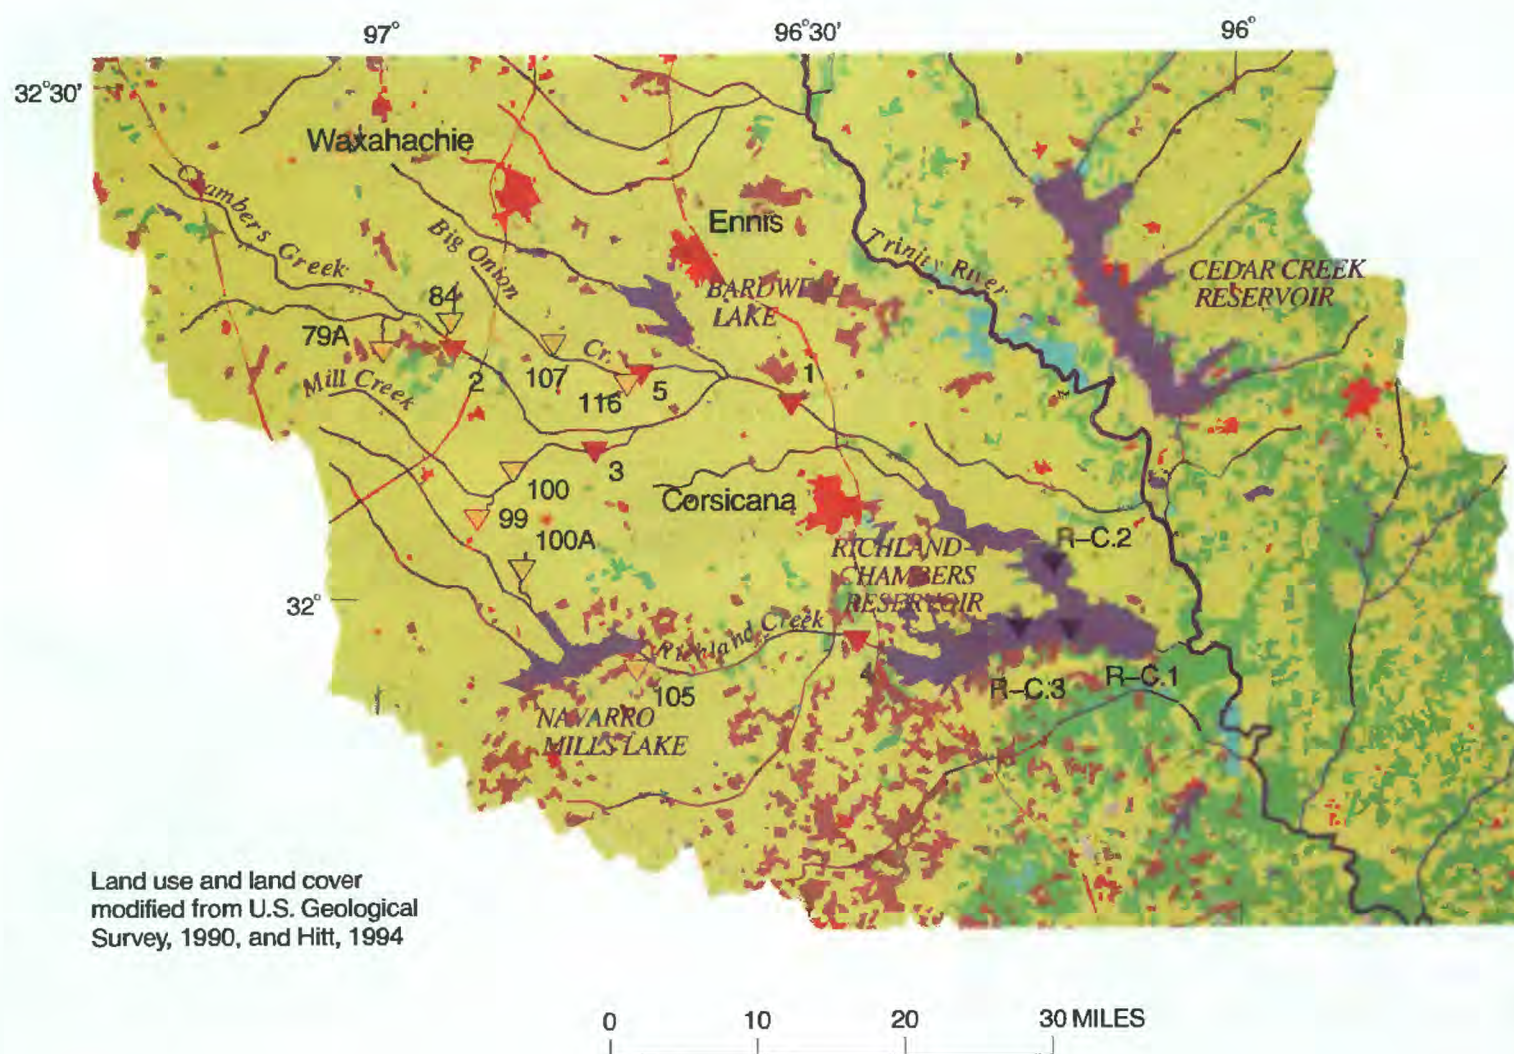 97°
96°30'
96°
32°30'
Waxahachie
Chambers Creek
Big Onion
Ennis
Trinity River
BARDWELL
LAKE
CEDAR CREEK
RESERVOIR
84
79A
Mill Creek
2
107
Cr.
116
5
1
100
3
99
100A
Corsicana
RICHLAND–
CHAMBERS
RESERVOIR
R–C.2
32°
Richland Creek
4
105
R–C.3
R–C.1
NAVARRO
MILLS LAKE
Land use and land cover
modified from U.S. Geological
Survey, 1990, and Hitt, 1994
0 10 20 30 MILES